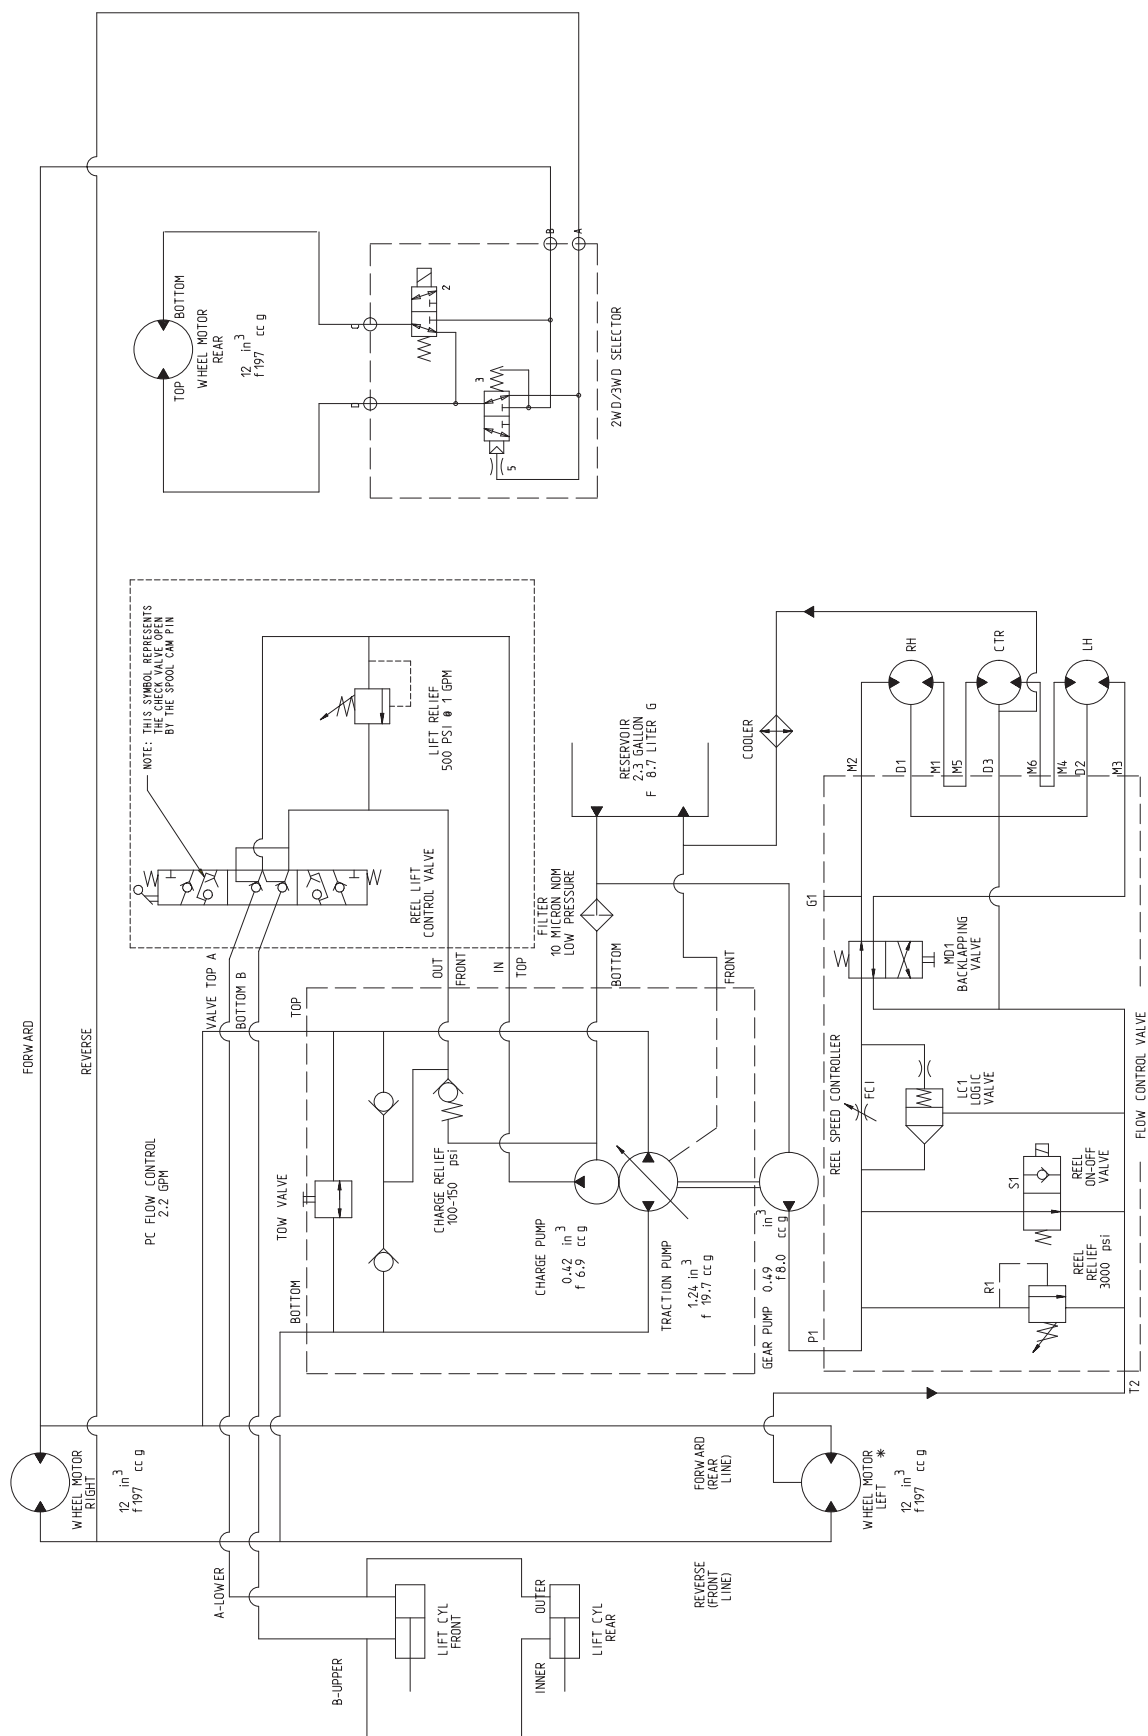 FORWARD
REVERSE
WHEEL MOTOR
RIGHT
12 in3
f197 cc g
A-LOWER
B-UPPER
LIFT CYL
FRONT
OUTER
INNER
LIFT CYL
REAR
REVERSE
(FRONT
LINE)
FORWARD
(REAR
LINE)
WHEEL MOTOR *
LEFT
12 in3
f197 cc g
PC FLOW CONTROL
2.2 GPM
VALVE TOP A
BOTTOM B
TOW VALVE
BOTTOM
TOP
CHARGE RELIEF
100-150 psi
CHARGE PUMP
0.42 in3
f 6.9 cc g
TRACTION PUMP
1.24 in3
f 19.7 cc g
GEAR PUMP 0.49 in3
f8.0 cc g
OUT
FRONT
IN
TOP
BOTTOM
FRONT
NOTE: THIS SYMBOL REPRESENTS
THE CHECK VALVE OPEN
BY THE SPOOL CAM PIN
REEL LIFT
CONTROL VALVE
LIFT RELIEF
500 PSI @ 1 GPM
FILTER
10 MICRON NOM
LOW PRESSURE
RESERVOIR
2.3 GALLON
F 8.7 LITER G
COOLER
TOP
BOTTOM
WHEEL MOTOR
REAR
12 in3
f197 cc g
D
D
B
A
2
3
5
2WD/3WD SELECTOR
P1
T2
R1
REEL
RELIEF
3000 psi
S1
REEL
ON-OFF
VALVE
REEL SPEED CONTROLLER
FC1
LC1
LOGIC
VALVE
MD1
BACKLAPPING
VALVE
G1
FLOW CONTROL VALVE
M2
D1
M1
M5
D3
M6
M4
D2
M3
RH
CTR
LH